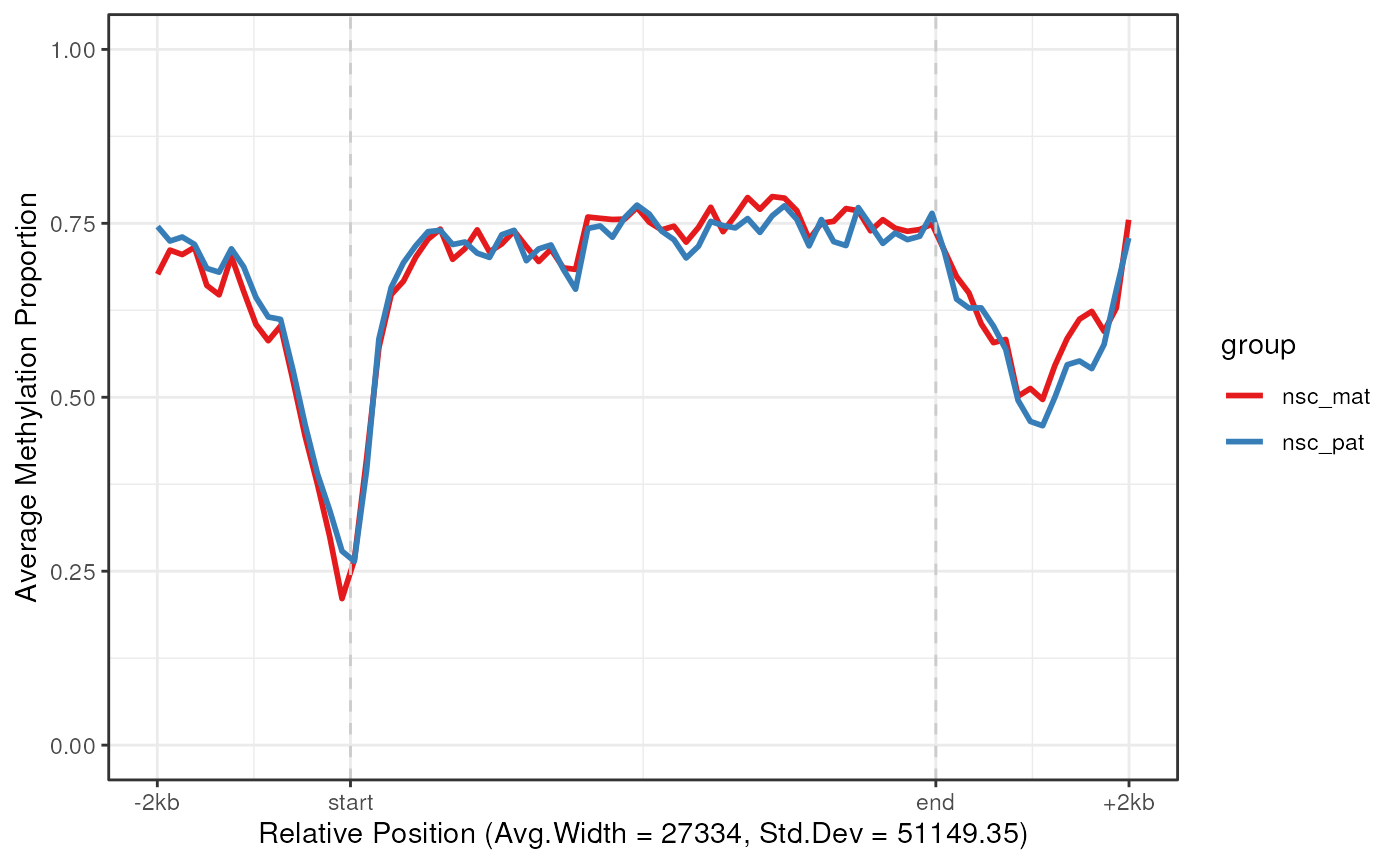 Average Methylation Proportion
1.00
0.75
0.50
0.25
0.00
-2kb
start
end
+2kb
Relative Position (Avg.Width = 27334, Std.Dev = 51149.35)
group
nsc_mat
nsc_pat